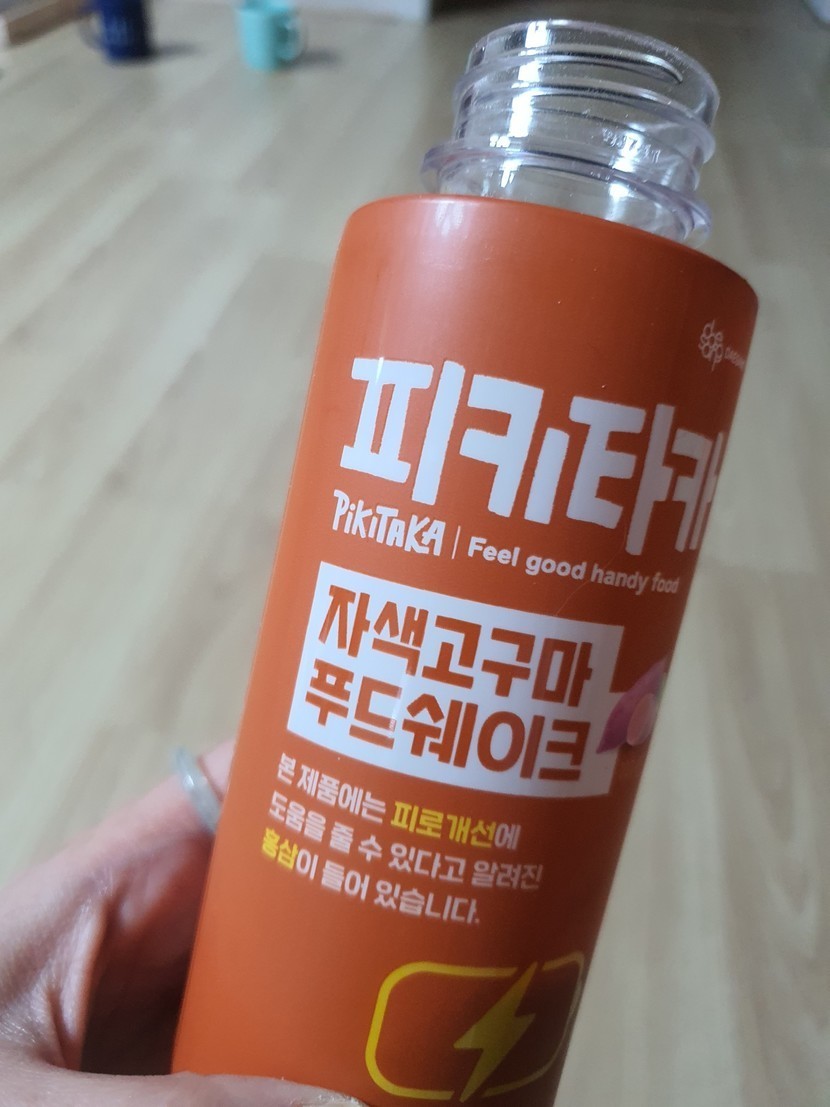 피키타카
PiKiTAKA | Feel good handy food
자색고구마
푸드쉐이크
본 제품에는 피로개선에
도움을 줄 수 있다고 알려진
홍삼이 들어 있습니다.